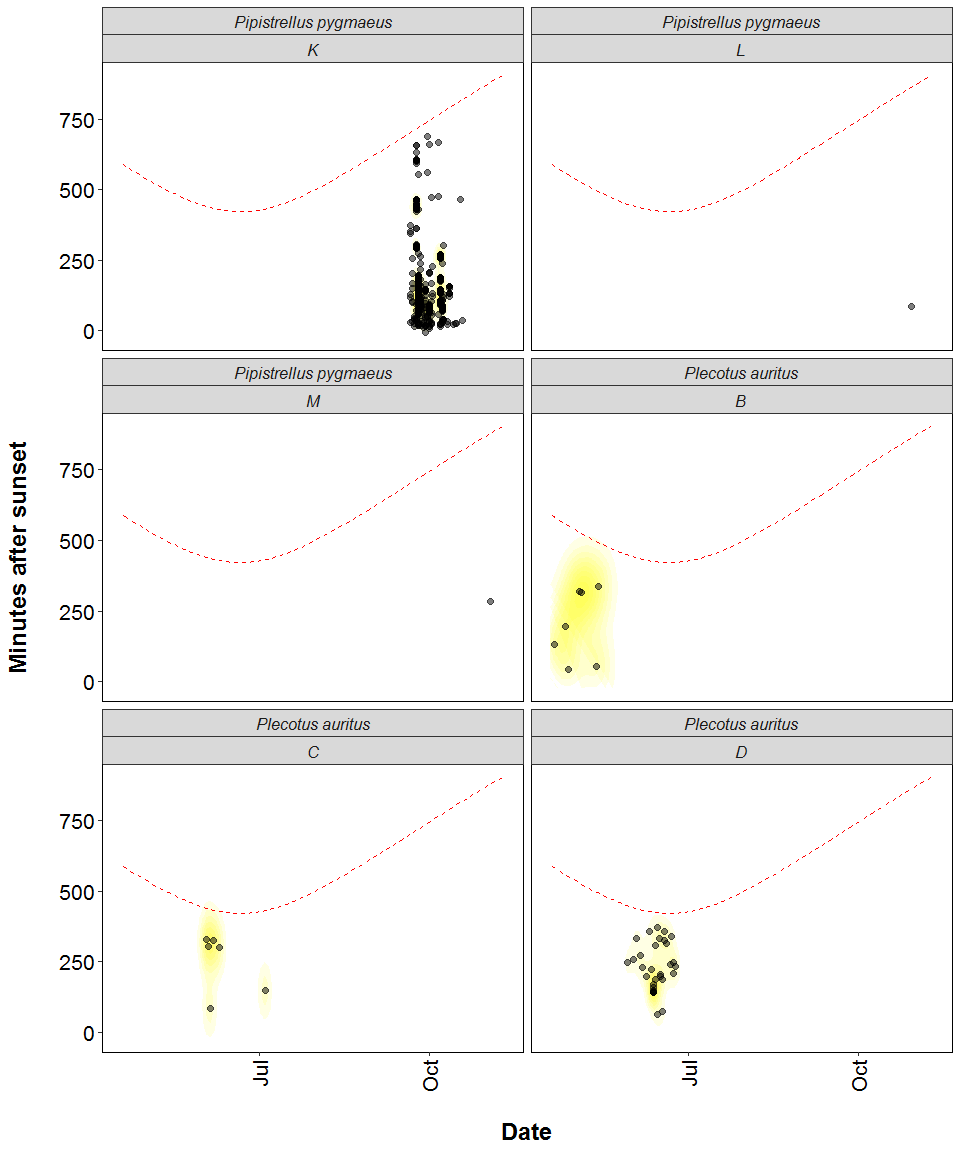 Pipistrellus pygmaeus
Pipistrellus pygmaeus
K
L
750
500
250
0
Pipistrellus pygmaeus
Plecotus auritus
M
B
750
500
250
0
Minutes after sunset
Plecotus auritus
Plecotus auritus
C
D
750
500
250
0
Jul
Oct
Jul
Oct
Date